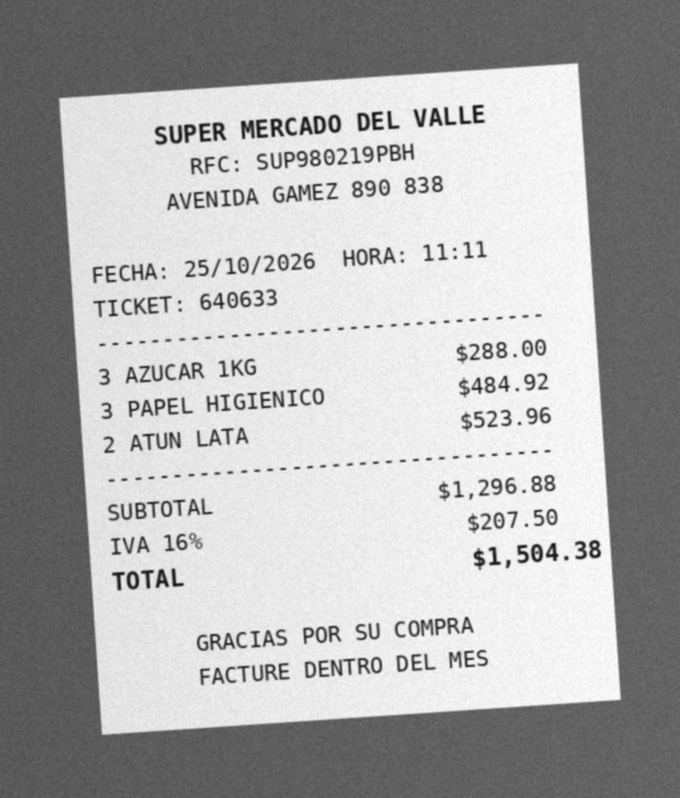 SUPER MERCADO DEL VALLE
RFC: SUP980219PBH
AVENIDA GAMEZ 890 838
FECHA: 25/10/2026  HORA: 11:11
TICKET: 640633
----------------------------------
3 AZUCAR 1KG $288.00
3 PAPEL HIGIENICO $484.92
2 ATUN LATA $523.96
----------------------------------
SUBTOTAL $1,296.88
IVA 16% $207.50
TOTAL $1,504.38
GRACIAS POR SU COMPRA
FACTURE DENTRO DEL MES